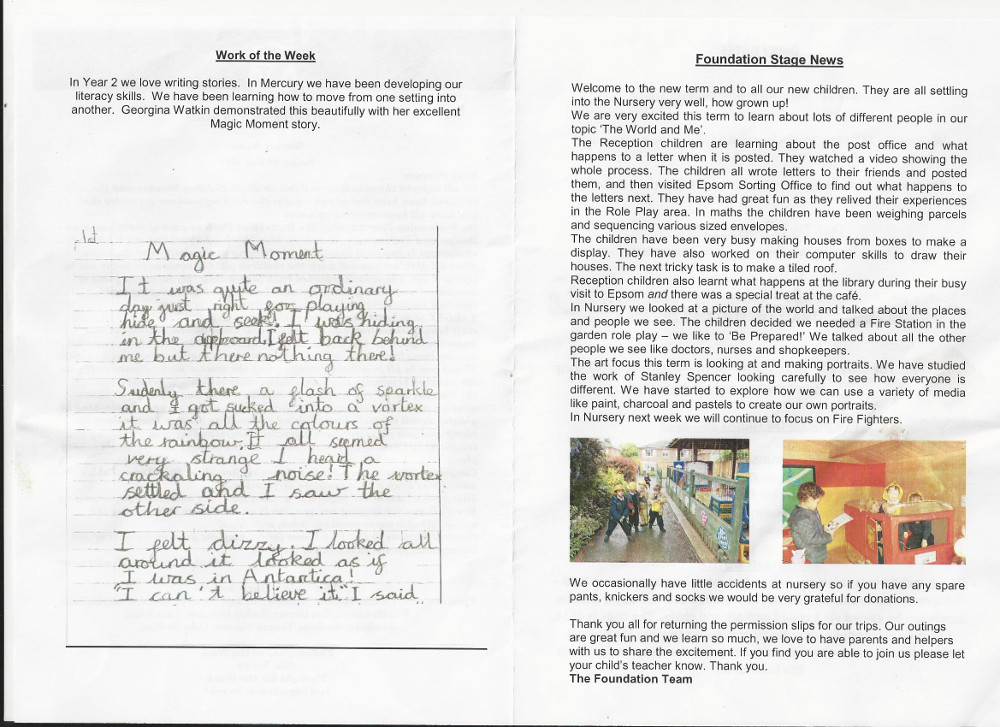 Work of the Week
In Year 2 we love writing stories. In Mercury we have been developing our
literacy skills. We have been learning how to move from one setting into
another. Georgina Watkin demonstrated this beautifully with her excellent
Magic Moment story.
Magic Moment
It was quite an ordinary
day just right for playing
hide and seek! I was hiding
in the I felt back behind
me but there nothing there!
Sudenly there a flash of sparkle
and I got sucked into a vortex
it was all the colours of
the rainbow. It all seemed
very strange I heard a
crackaling noise! The vortex
settled and I saw the
other side.
I felt dizzy. I looked all
around it looked as if
I was in Antartica!
"I can't believe it" I said
Foundation Stage News
Welcome to the new term and to all our new children. They are all settling
into the Nursery very well, how grown up!
We are very excited this term to learn about lots of different people in our
topic 'The World and Me'.
The Reception children are learning about the post office and what
happens to a letter when it is posted. They watched a video showing the
whole process. The children all wrote letters to their friends and posted
them, and then visited Epsom Sorting Office to find out what happens to
the letters next. They have had great fun as they relived their experiences
in the Role Play area. In maths the children have been weighing parcels
and sequencing various sized envelopes.
The children have been very busy making houses from boxes to make a
display. They have also worked on their computer skills to draw their
houses. The next tricky task is to make a tiled roof.
Reception children also learnt what happens at the library during their busy
visit to Epsom and there was a special treat at the café.
In Nursery we looked at a picture of the world and talked about the places
and people we see. The children decided we needed a Fire Station in the
garden role play – we like to 'Be Prepared!' We talked about all the other
people we see like doctors, nurses and shopkeepers.
The art focus this term is looking at and making portraits. We have studied
the work of Stanley Spencer looking carefully to see how everyone is
different. We have started to explore how we can use a variety of media
like paint, charcoal and pastels to create our own portraits.
In Nursery next week we will continue to focus on Fire Fighters.
We occasionally have little accidents at nursery so if you have any spare
pants, knickers and socks we would be very grateful for donations.
Thank you all for returning the permission slips for our trips. Our outings
are great fun and we learn so much, we love to have parents and helpers
with us to share the excitement. If you find you are able to join us please let
your child's teacher know. Thank you.
The Foundation Team